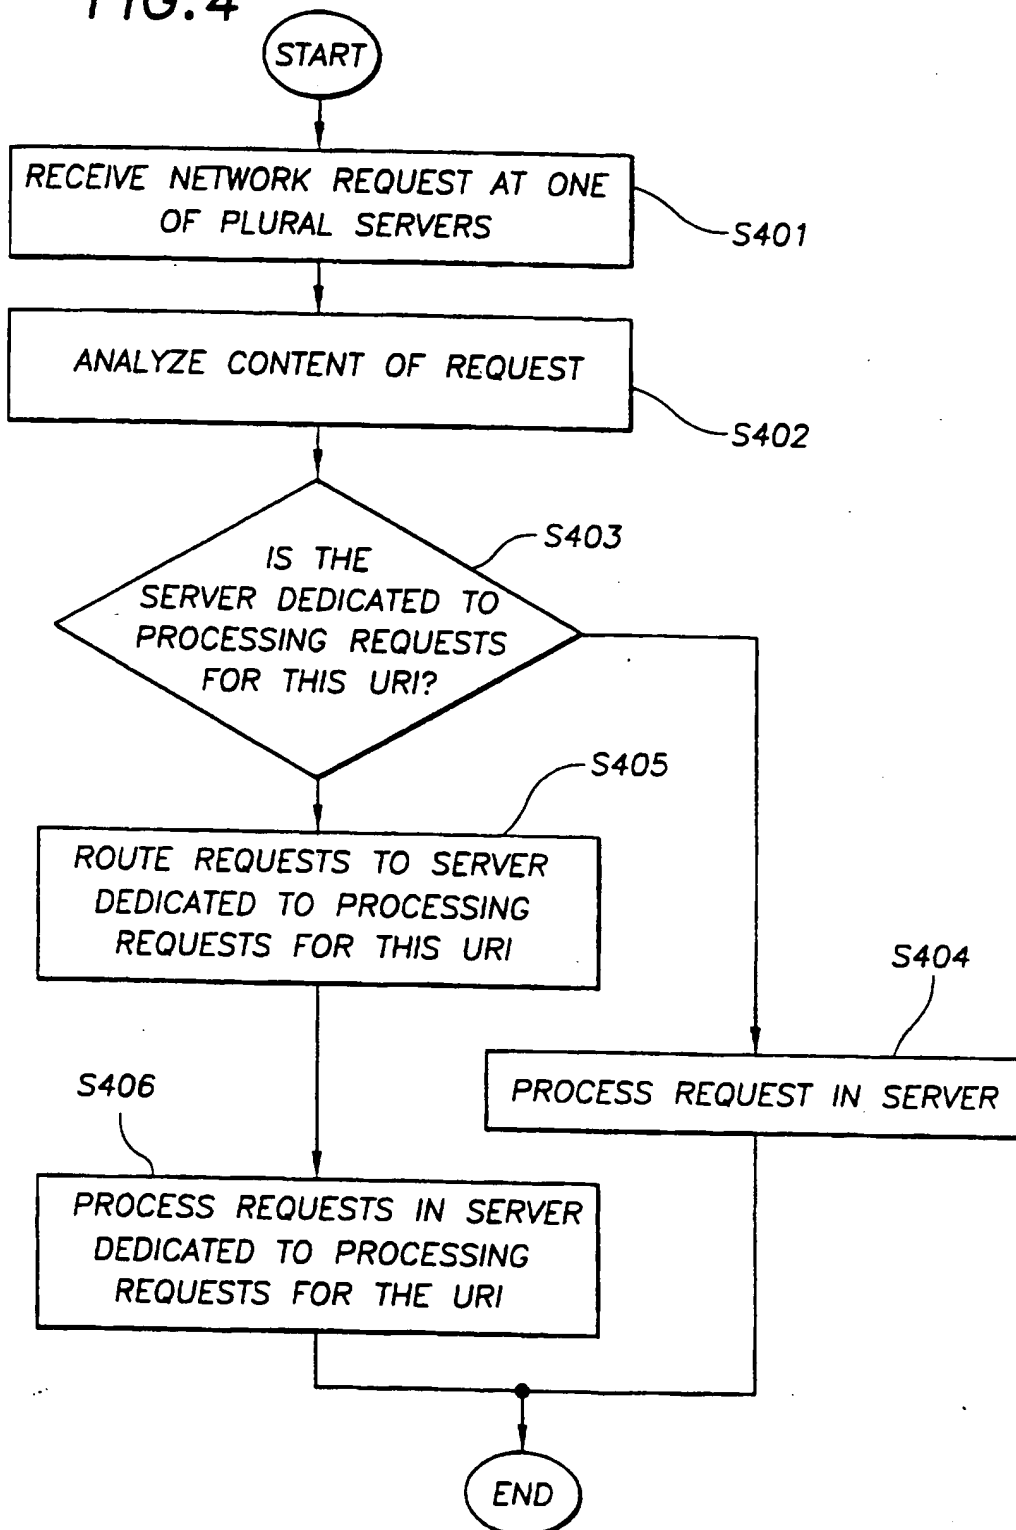 FIG.4
START
RECEIVE NETWORK REQUEST AT ONE
OF PLURAL SERVERS
S401
ANALYZE CONTENT OF REQUEST
S402
S403
IS THE
SERVER DEDICATED TO
PROCESSING REQUESTS
FOR THIS URI?
S405
ROUTE REQUESTS TO SERVER
DEDICATED TO PROCESSING
REQUESTS FOR THIS URI
S404
PROCESS REQUEST IN SERVER
S406
PROCESS REQUESTS IN SERVER
DEDICATED TO PROCESSING
REQUESTS FOR THE URI
END